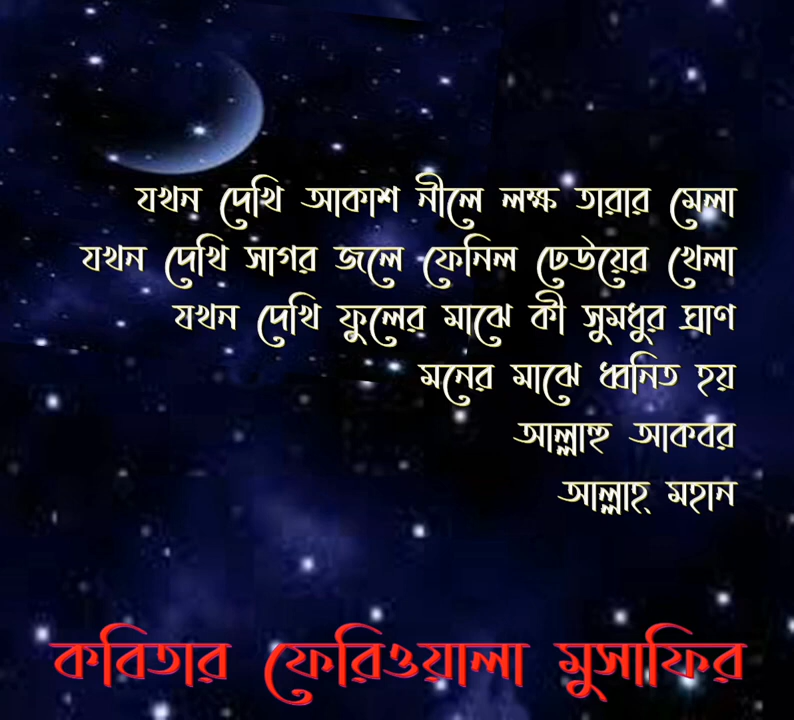 যখন দেখি আকাশ নীলে লক্ষ তারার মেলা
যখন দেখি সাগর জলে ফেনিল ঢেউয়ের খেলা
যখন দেখি ফুলের মাঝে কী সুমধুর ঘ্রাণ
মনের মাঝে ধ্বনিত হয়
আল্লাহু আকবর
আল্লাহ্ মহান
কবিতার ফেরিওয়ালা মুসাফির